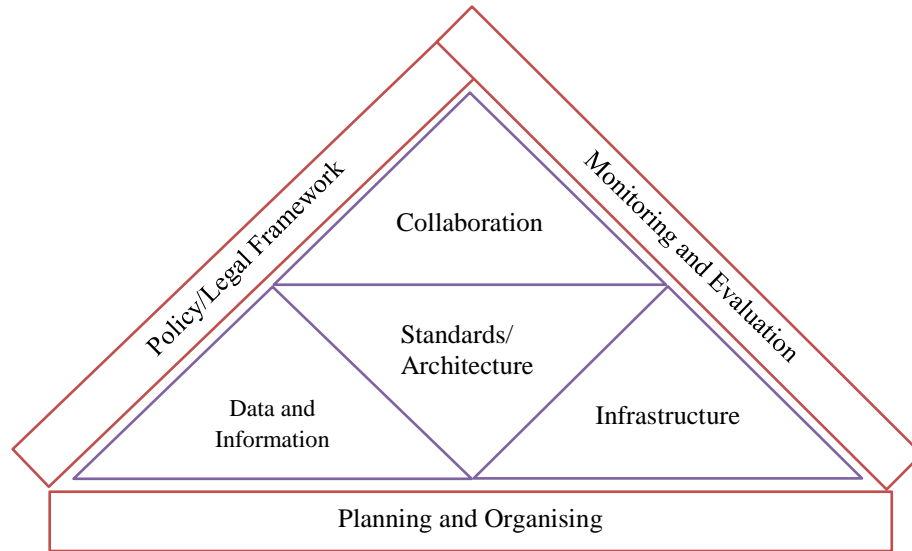 Policy/Legal Framework
Monitoring and Evaluation
Collaboration
Standards/
Architecture
Data and
Information
Infrastructure
Planning and Organising